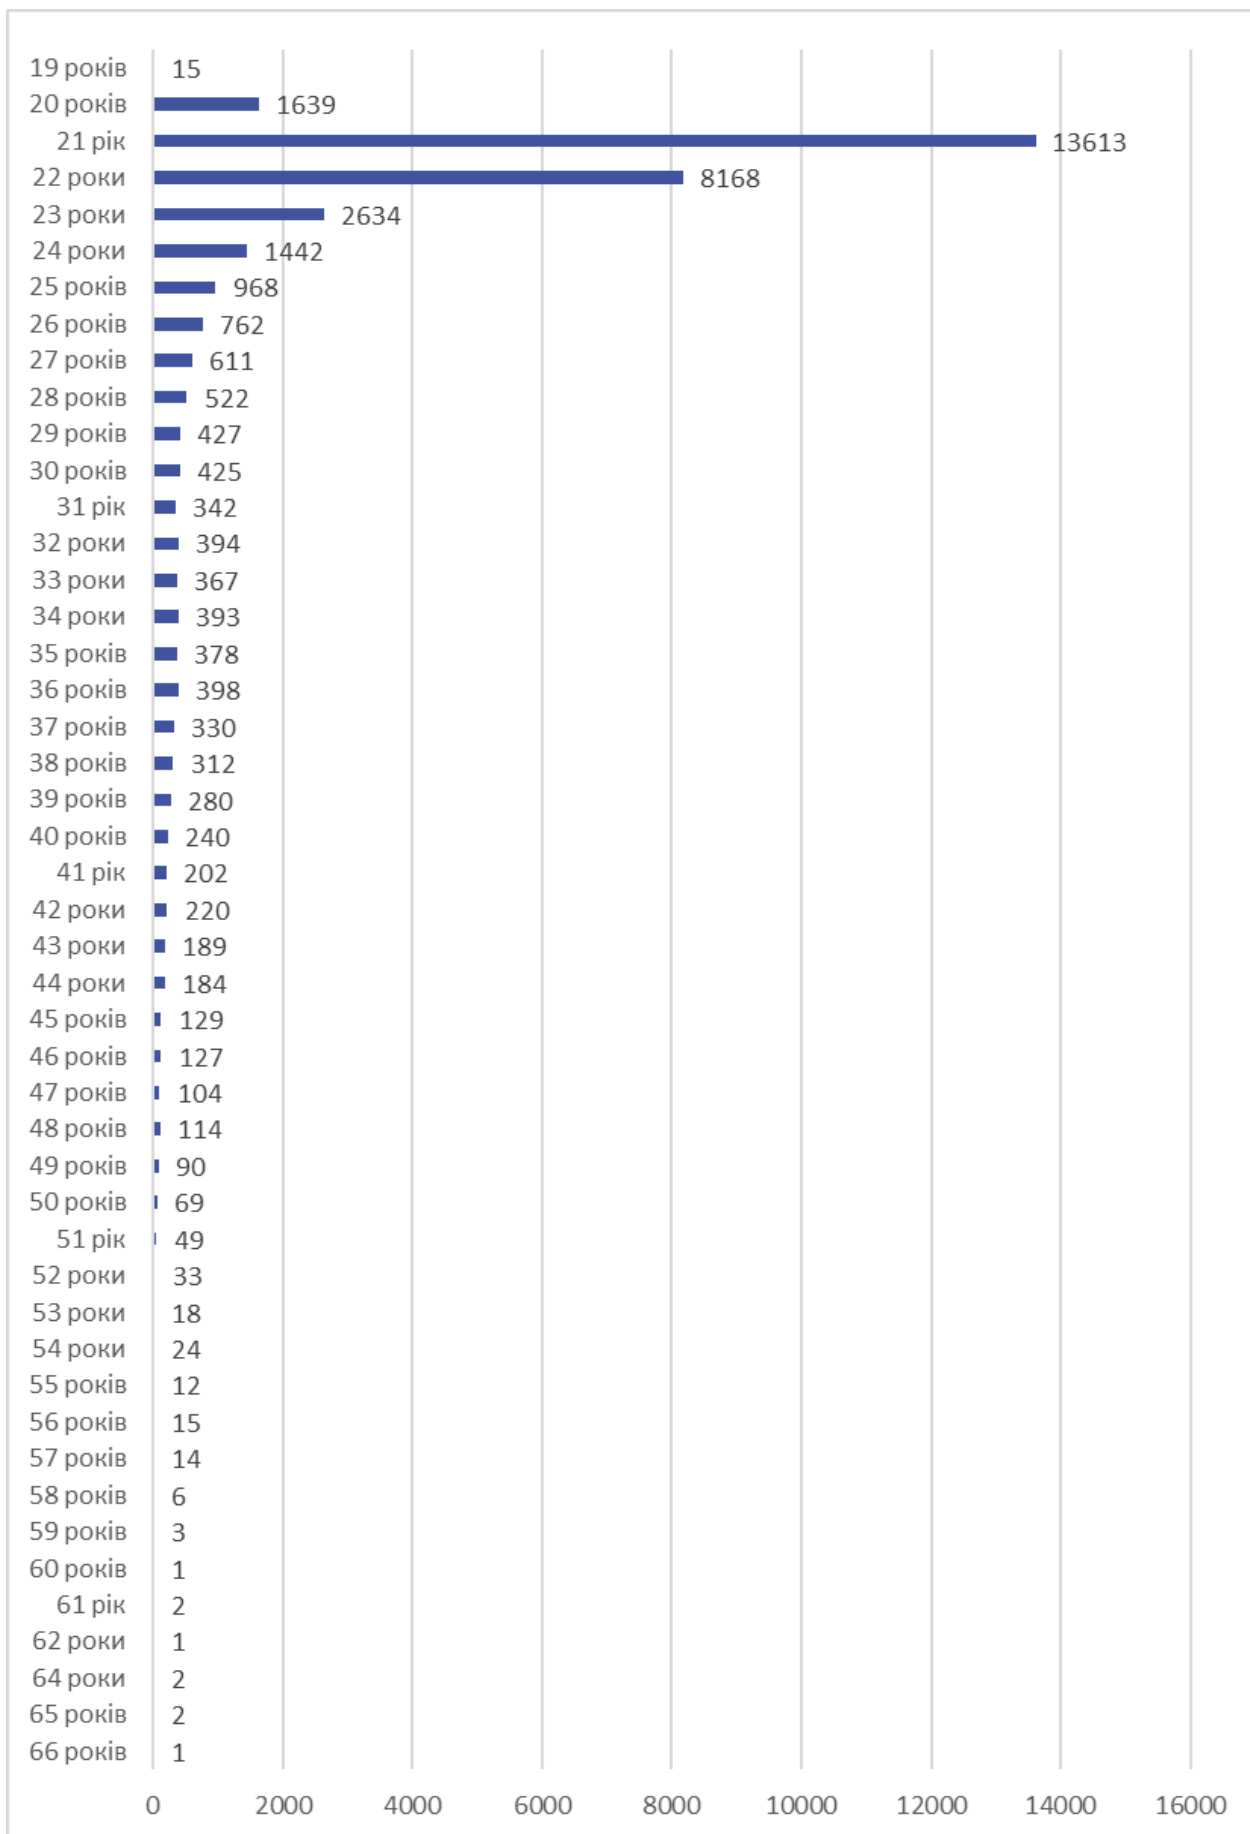 19 років 15
20 років 1639
21 рік 13613
22 роки 8168
23 роки 2634
24 роки 1442
25 років 968
26 років 762
27 років 611
28 років 522
29 років 427
30 років 425
31 рік 342
32 роки 394
33 роки 367
34 роки 393
35 років 378
36 років 398
37 років 330
38 років 312
39 років 280
40 років 240
41 рік 202
42 роки 220
43 роки 189
44 роки 184
45 років 129
46 років 127
47 років 104
48 років 114
49 років 90
50 років 69
51 рік 49
52 роки 33
53 роки 18
54 роки 24
55 років 12
56 років 15
57 років 14
58 років 6
59 років 3
60 років 1
61 рік 2
62 роки 1
64 роки 2
65 років 2
66 років 1
0 2000 4000 6000 8000 10000 12000 14000 16000